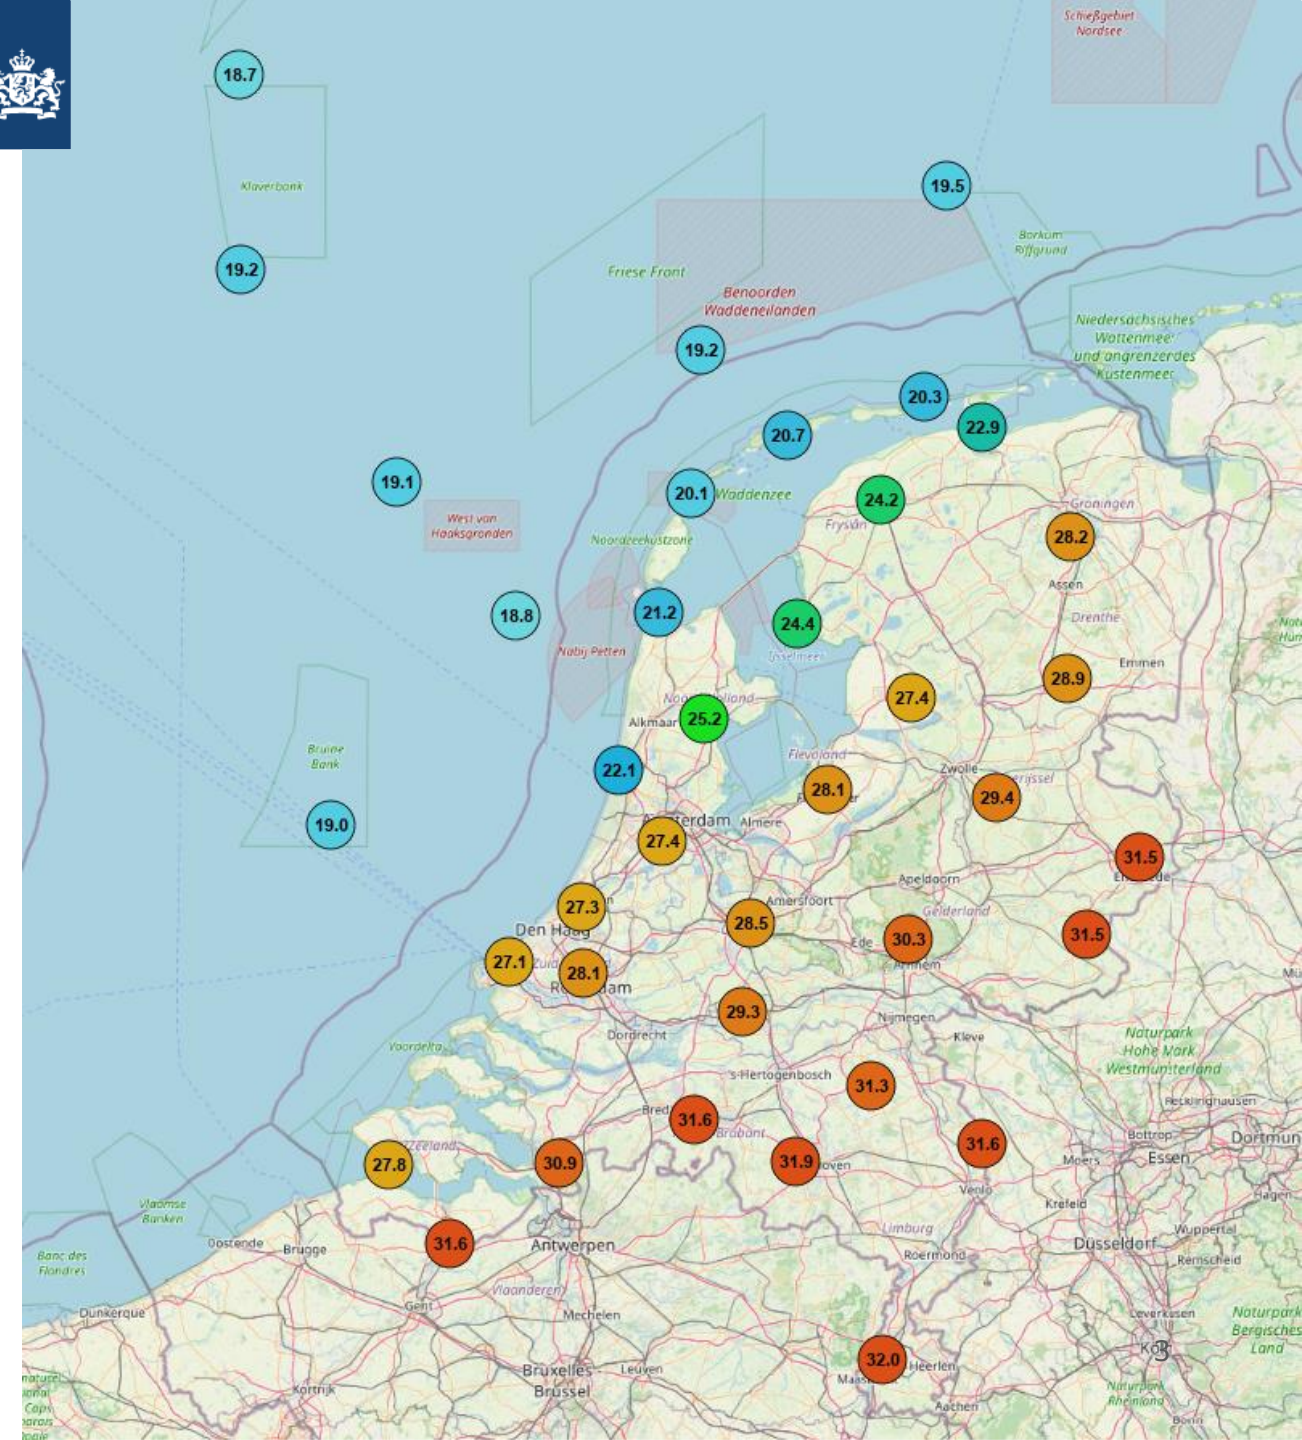 Schießgebiet
Nordsee
18.7
Klaverbank
19.5
Borkum
Riffgrund
19.2
Friese Front
Benoorden
Waddeneilanden
Niedersächsisches
Wattenmeer
und angrenzendes
Küstenmeer
19.2
20.3
20.7
22.9
19.1
20.1
Waddenzee
24.2
Groningen
West van
Haaksgronden
Fryslân
Noordzeekustzone
28.2
Assen
18.8
21.2
24.4
Drenthe
Nabij Petten
IJsselmeer
Emmen
28.9
27.4
Alkmaar
25.2
Bruine
Bank
Flevoland
22.1
Zwolle
28.1
29.4
19.0
Almere
27.4
31.5
Apeldoorn
27.3
Amersfoort
Gelderland
28.5
Den Haag
Ede
30.3
31.5
27.1
28.1
Arnhem
29.3
Nijmegen
Dordrecht
Kleve
Naturpark
Hohe Mark
Westmünsterland
Voordelta
's-Hertogenbosch
31.3
Recklinghausen
31.6
Brabant
Bottrop
Zeeland
31.6
Essen
27.8
30.9
31.9
Moers
Venlo
Vlaamse
Banken
Krefeld
Hagen
Limburg
Wuppertal
31.6
Oostende
Brugge
Antwerpen
Düsseldorf
Roermond
Remscheid
Banc des
Flandres
Vlaanderen
Gent
Dunkerque
Mechelen
Leverkusen
Naturpark
Bergisches
Land
3
32.0
Heerlen
Bruxelles -
Brussel
Leuven
Kortrijk
Aachen
Naturpark
Rheinland
Bonn